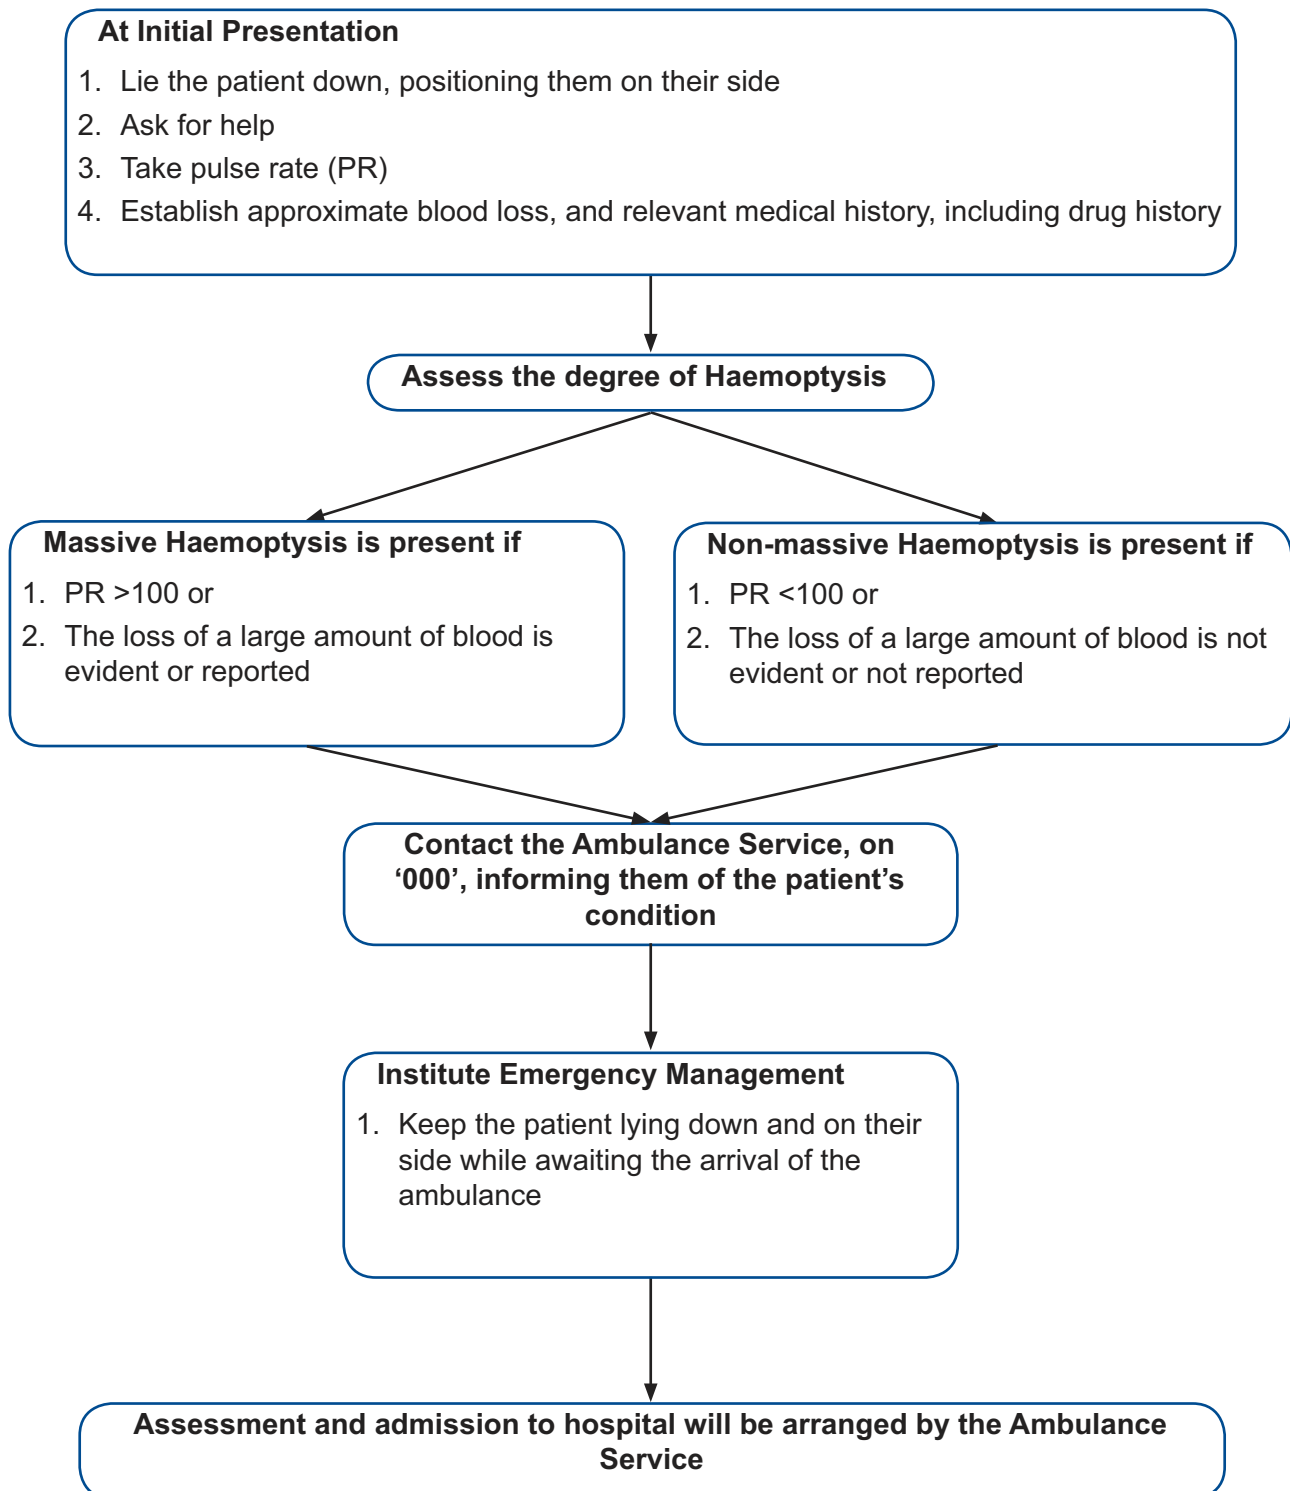 At Initial Presentation
1. Lie the patient down, positioning them on their side
2. Ask for help
3. Take pulse rate (PR)
4. Establish approximate blood loss, and relevant medical history, including drug history
Assess the degree of Haemoptysis
Massive Haemoptysis is present if
1. PR >100 or
2. The loss of a large amount of blood is
evident or reported
Non-massive Haemoptysis is present if
1. PR <100 or
2. The loss of a large amount of blood is not
evident or not reported
Contact the Ambulance Service, on
‘000’, informing them of the patient’s
condition
Institute Emergency Management
1. Keep the patient lying down and on their
side while awaiting the arrival of the
ambulance
Assessment and admission to hospital will be arranged by the Ambulance
Service